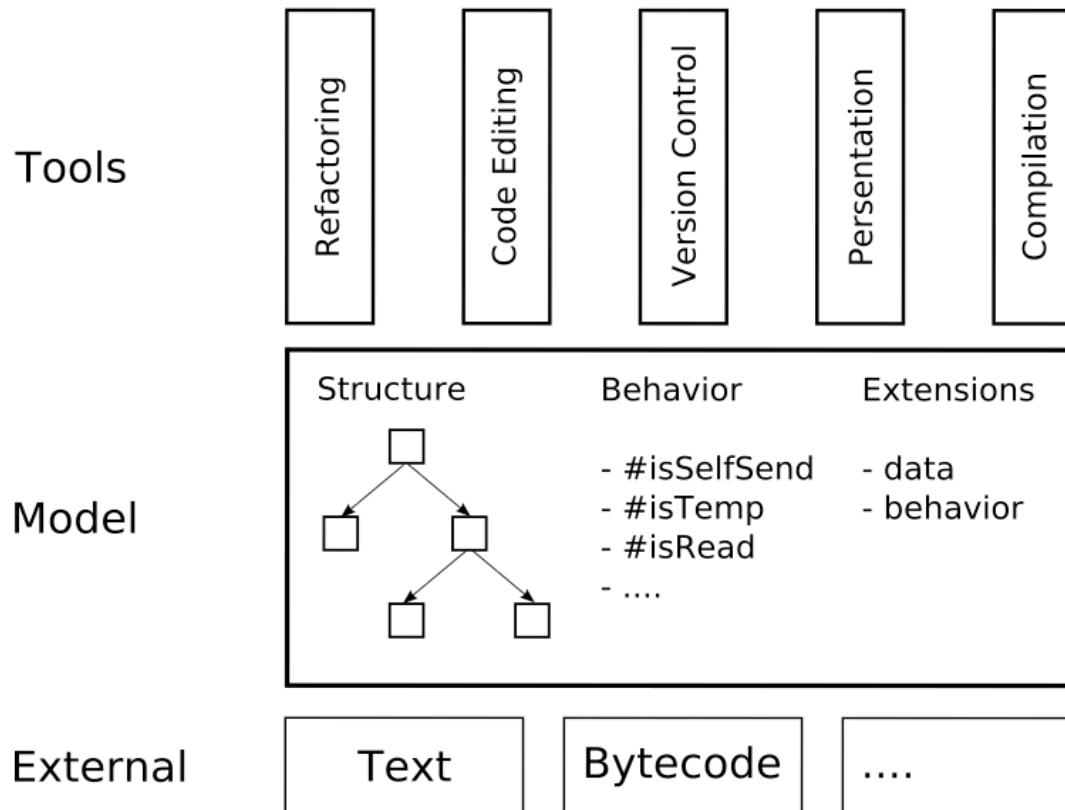 Tools
Refactoring
Code Editing
Version Control
Persentation
Compilation
Model
Structure
Behavior
- #isSelfSend
- #isTemp
- #isRead
- ....
Extensions
- data
- behavior
External
Text
Bytecode
....